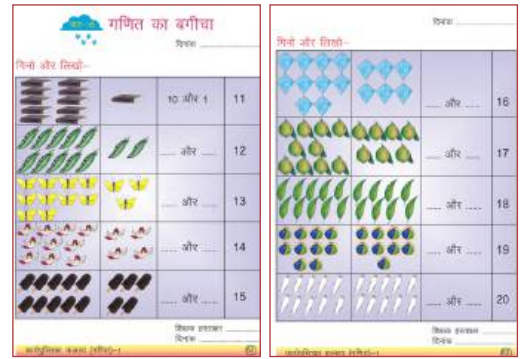 गणित का बगीचा
दिनांक
गिनो और लिखो–
10 और 1 11
..... और ..... 12
..... और ..... 13
..... और ..... 14
..... और ..... 15
शिक्षक हस्ताक्षर
दिनांक
दिनांक
गिनो और लिखो–
..... और ..... 16
..... और ..... 17
..... और ..... 18
..... और ..... 19
..... और ..... 20
शिक्षक हस्ताक्षर
दिनांक